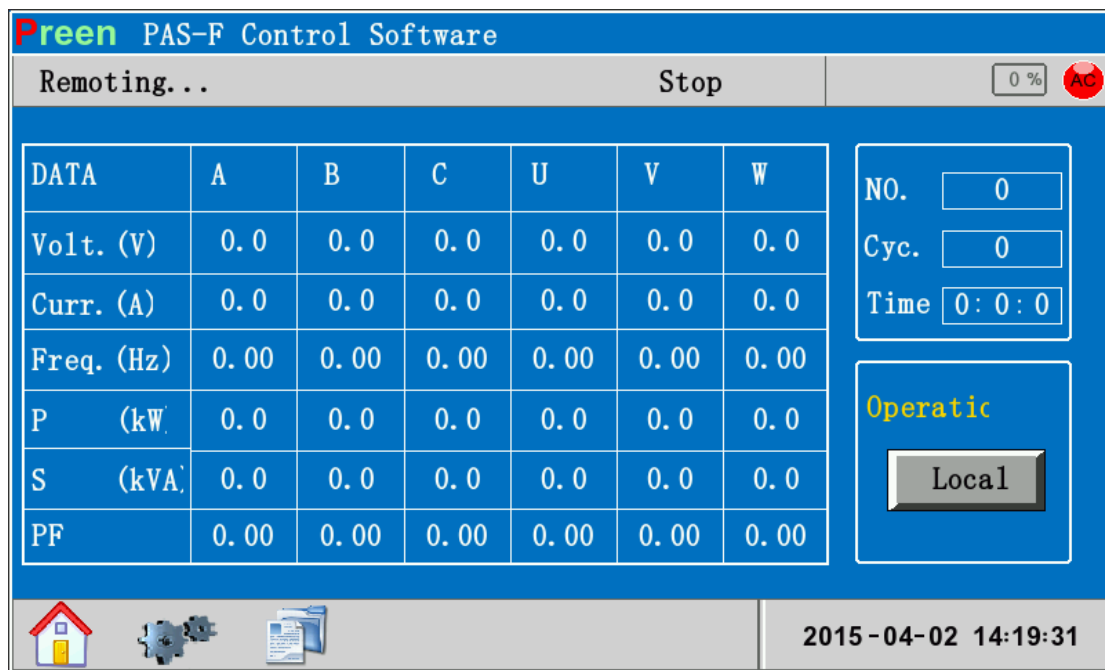 Preen PAS-F Control Software
Remoting... Stop 0 % AC
DATA A B C U V W
Volt. (V) 0.0 0.0 0.0 0.0 0.0 0.0
Curr. (A) 0.0 0.0 0.0 0.0 0.0 0.0
Freq. (Hz) 0.00 0.00 0.00 0.00 0.00 0.00
P (kW) 0.0 0.0 0.0 0.0 0.0 0.0
S (kVA) 0.0 0.0 0.0 0.0 0.0 0.0
PF 0.00 0.00 0.00 0.00 0.00 0.00
NO. 0
Cyc. 0
Time 0: 0: 0
Operatic
Local
2015-04-02 14:19:31